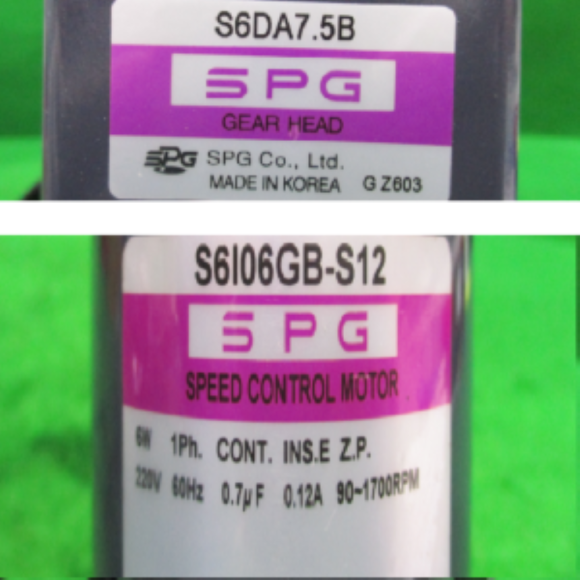 S6DA7.5B
SPG
GEAR HEAD
SPG SPG Co., Ltd.
MADE IN KOREA G Z603
S6I06GB-S12
SPG
SPEED CONTROL MOTOR
6W 1Ph. CONT. INS.E Z.P.
220V 60Hz 0.7μF 0.12A 90~1700RPM